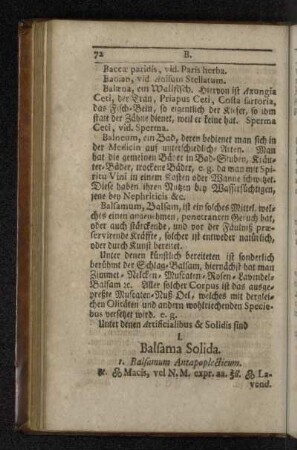 72 B.
Baccæ paridis, vid. Paris herba.
Badian, vid. Anisum Stellatum.
Balæna, ein Wallfisch. Hiervon ist Axungia
Ceti, der Tran, Priapus Ceti, Costa sartoria,
das Fisch-Bein, so eigentlich der Kiefer, so ihm
statt der Zähne dienet, weil er keine hat. Sperma
Ceti, vid. Sperma.
Balneum, ein Bad, deren bedienet man sich in
der Medicin auf unterschiedliche Arten. Man
hat die gemeinen Bäder in Bad-Stuben, Kräu-
ter-Bäder, trockene Bäder, e. g. da man mit Spi-
ritu Vini in einem Kasten oder Wanne schwitzet.
Diese haben ihren Nutzen bey Wassersüchtigen,
jene bey Nephriticis &c.
Balsamum, Balsam, ist ein solches Mittel, wel-
ches einen angenehmen, penetranten Geruch hat,
oder auch stärckende, und vor der Fäulniß præ-
servirende Kräffte, solcher ist entweder natürlich,
oder durch Kunst bereitet.
Unter denen künstlich bereiteten ist sonderlich
berühmt der Schlag-Balsam, hiernächst hat man
Zimmet- Nelcken- Muscaten- Rosen- Lavendel-
Balsam ꝛc. Aller solcher Corpus ist das ausge-
preßte Muscaten-Nuß Oel, welches mit derglei-
chen Olitäten und andern wohlriechenden Specie-
bus versetzet wird. e. g.
Unter denen Artificialibus & Solidis sind
I.
Balsama Solida.
1. Balsamum Antapoplecticum.
Macis, vel N. M. expr. aa. La-
vend.